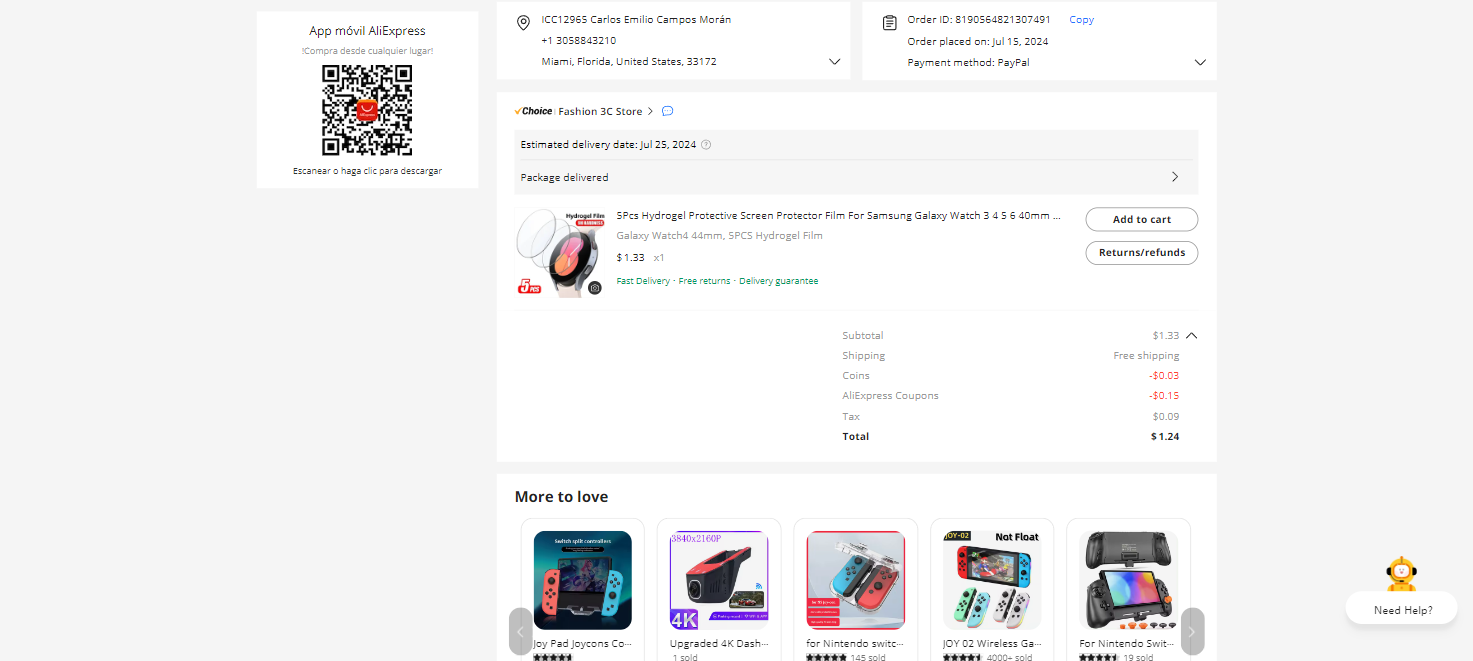 App móvil AliExpress
!Compra desde cualquier lugar!
Escanear o haga clic para descargar
ICC12965 Carlos Emilio Campos Morán
+1 3058843210
Miami, Florida, United States, 33172
Order ID: 8190564821307491 Copy
Order placed on: Jul 15, 2024
Payment method: PayPal
Choice Fashion 3C Store
Estimated delivery date: Jul 25, 2024
Package delivered
Hydrogel Film
5 PCS
5Pcs Hydrogel Protective Screen Protector Film For Samsung Galaxy Watch 3 4 5 6 40mm ...
Galaxy Watch4 44mm, 5PCS Hydrogel Film
$1.33 x1
Fast Delivery · Free returns · Delivery guarantee
Add to cart
Returns/refunds
Subtotal $1.33
Shipping Free shipping
Coins -$0.03
AliExpress Coupons -$0.15
Tax $0.09
Total $1.24
More to love
Switch split controllers
3840x2160P
4K
JOY-02
Not Float
Joy Pad Joycons Co...
Upgraded 4K Dash...
1 sold
for Nintendo switc...
145 sold
JOY 02 Wireless Ga...
4000+ sold
For Nintendo Swit...
19 sold
Need Help?